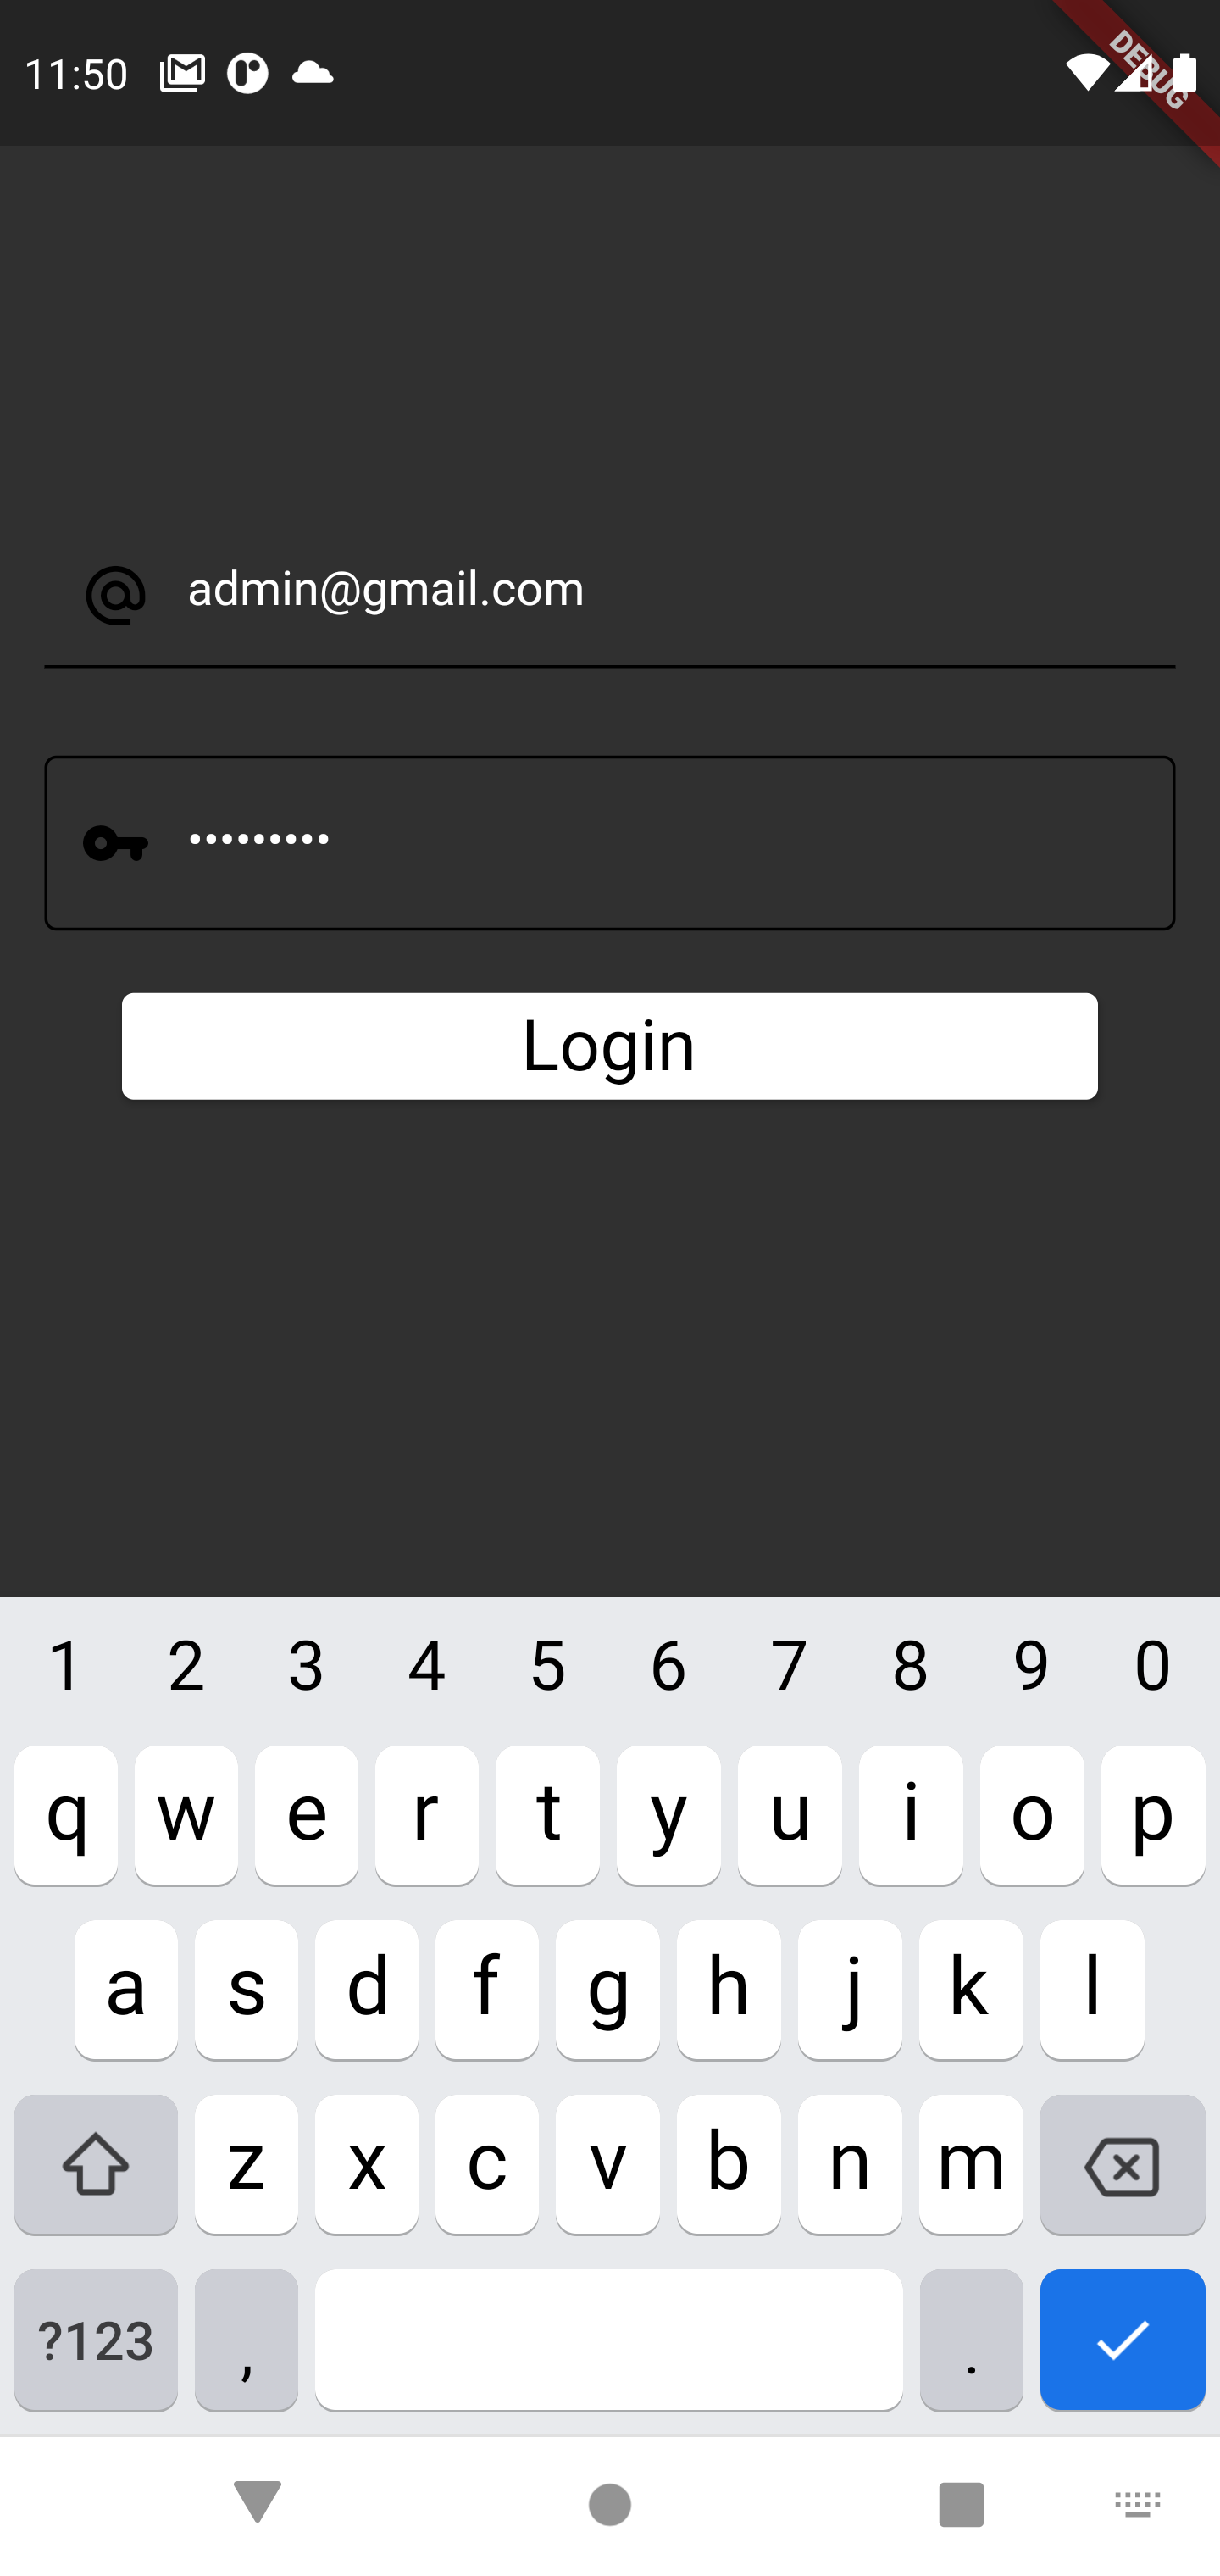 11:50
DEBUG
admin@gmail.com
•••••••••
Login
1 2 3 4 5 6 7 8 9 0
q w e r t y u i o p
a s d f g h j k l
z x c v b n m
?123 , .